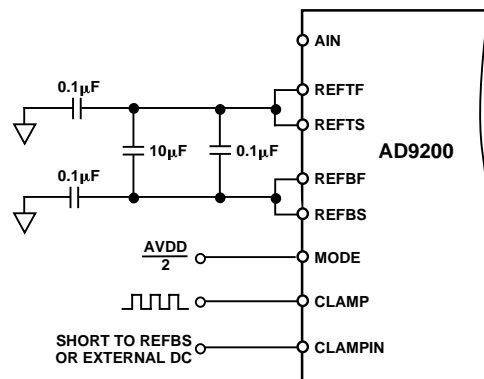 AIN
0.1µF
REFTF
REFTS
10µF
0.1µF
AD9200
0.1µF
REFBF
REFBS
AVDD
2
MODE
CLAMP
SHORT TO REFBS
OR EXTERNAL DC
CLAMPIN